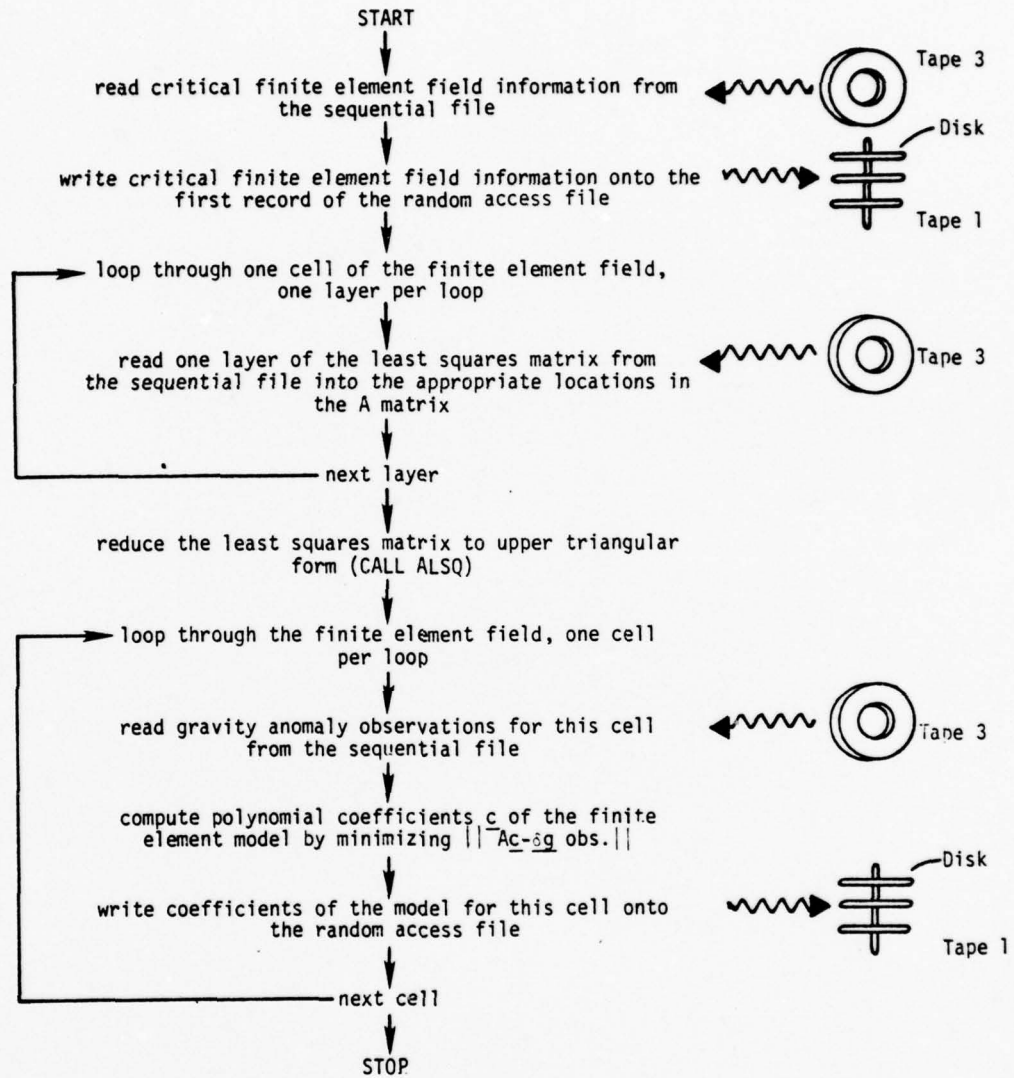 START
read critical finite element field information from
the sequential file
Tape 3
Disk
write critical finite element field information onto the
first record of the random access file
Tape 1
loop through one cell of the finite element field,
one layer per loop
read one layer of the least squares matrix from
the sequential file into the appropriate locations in
the A matrix
Tape 3
next layer
reduce the least squares matrix to upper triangular
form (CALL ALSQ)
loop through the finite element field, one cell
per loop
read gravity anomaly observations for this cell
from the sequential file
Tape 3
compute polynomial coefficients c of the finite
element model by minimizing ||Ac-δg obs.||
Disk
write coefficients of the model for this cell onto
the random access file
Tape 1
next cell
STOP